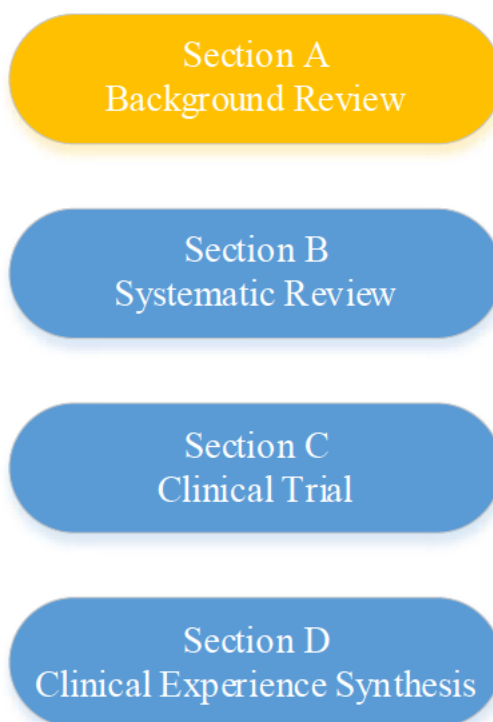 Section A
Background Review
Section B
Systematic Review
Section C
Clinical Trial
Section D
Clinical Experience Synthesis